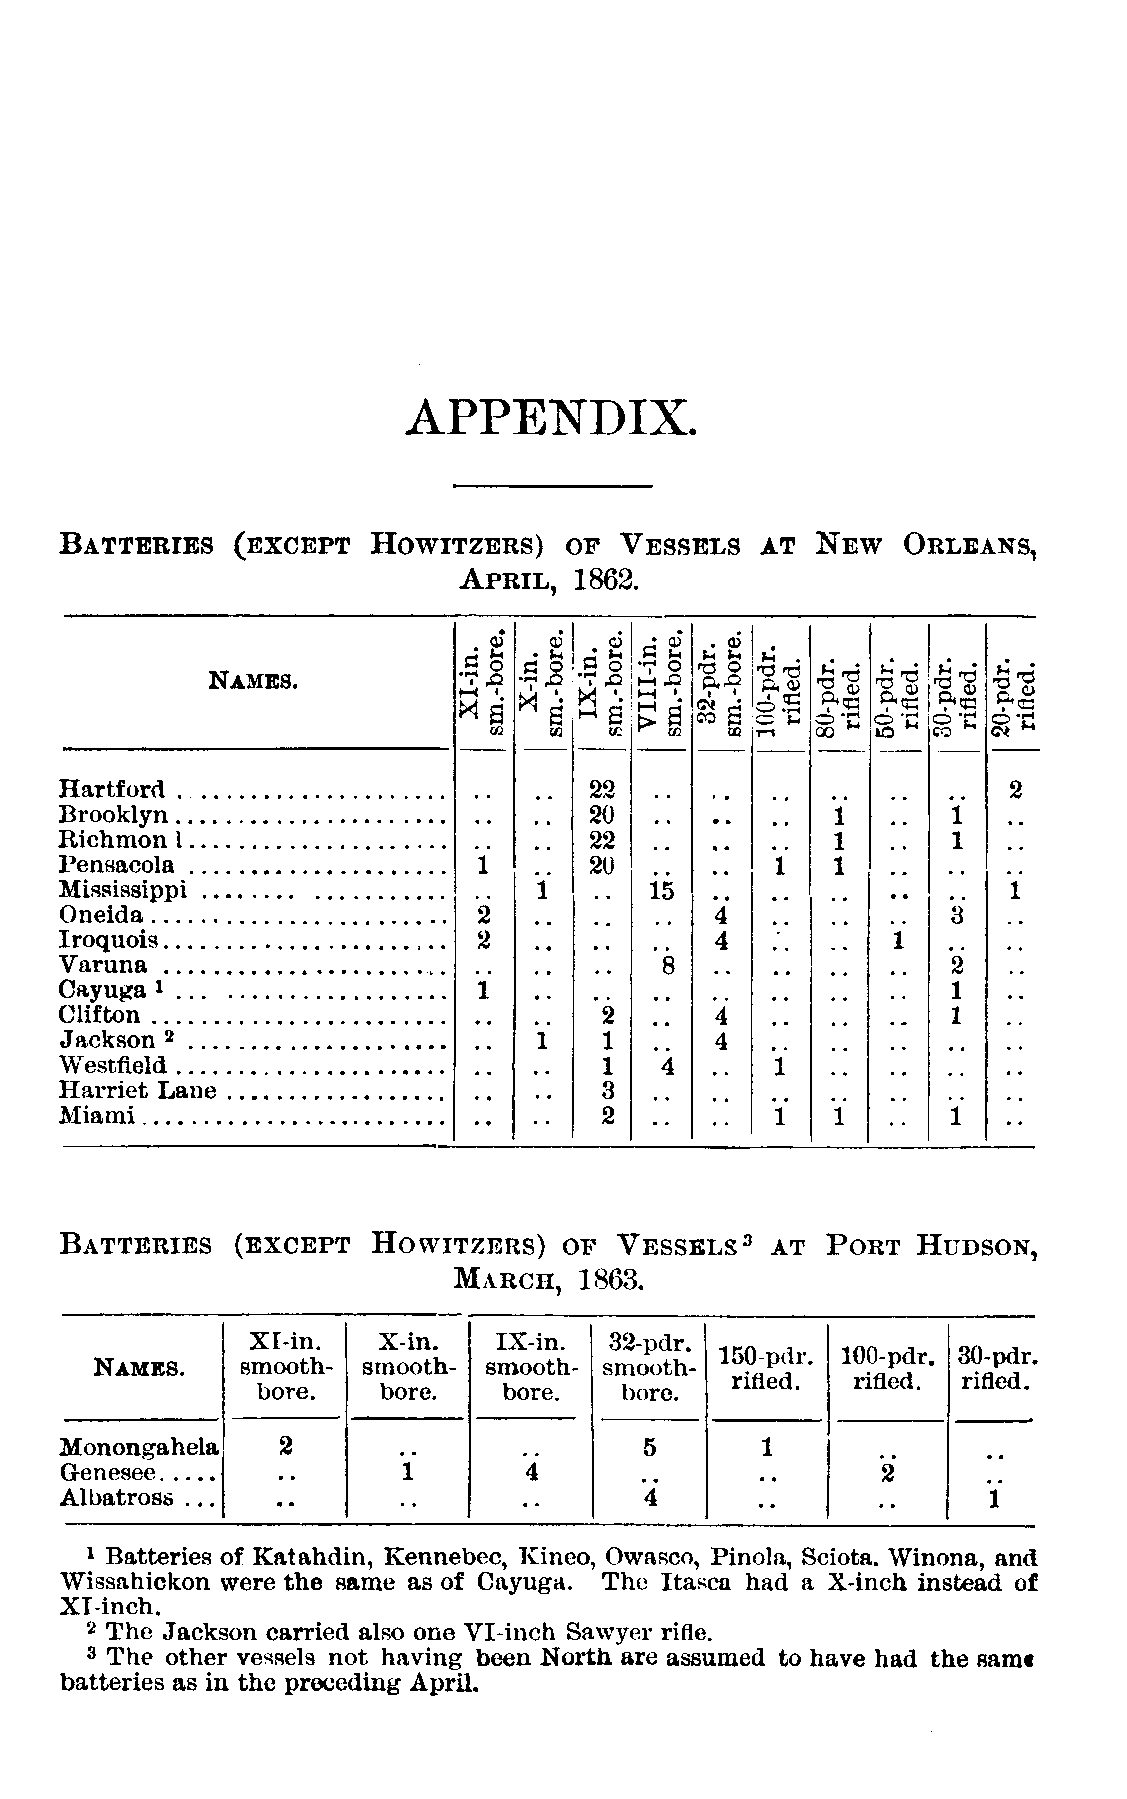 APPENDIX.
BATTERIES (EXCEPT HOWITZERS) OF VESSELS AT NEW ORLEANS,
APRIL, 1862.
NAMES. XI-in. sm.-bore. X-in. sm.-bore. IX-in. sm.-bore. VIII-in. sm.-bore. 32-pdr. sm.-bore. 100-pdr. rifled. 80-pdr. rifled. 50-pdr. rifled. 30-pdr. rifled. 20-pdr. rifled.
Hartford ...................... .. .. 22 .. .. .. .. .. .. 2
Brooklyn ...................... .. .. 20 .. .. .. 1 .. 1 ..
Richmon l ...................... .. .. 22 .. .. .. 1 .. 1 ..
Pensacola ...................... 1 .. 20 .. .. 1 1 .. .. ..
Mississippi ........ ........... .. 1 .. 15 .. .. .. .. .. 1
Oneida ...................... 2 .. .. .. 4 .. .. .. 3 ..
Iroquois ...................... 2 .. .. .. 4 .. .. 1 .. ..
Varuna ...................... .. .. .. 8 .. .. .. .. 2 ..
Cayuga ¹ ... .................. 1 .. .. .. .. .. .. .. 1 ..
Clifton ...................... .. .. 2 .. 4 .. .. .. 1 ..
Jackson ² ...................... .. 1 1 .. 4 .. .. .. .. ..
Westfield ...................... .. .. 1 4 .. 1 .. .. .. ..
Harriet Lane ................. .. .. 3 .. .. .. .. .. .. ..
Miami ...................... .. .. 2 .. .. 1 1 .. 1 ..
BATTERIES (EXCEPT HOWITZERS) OF VESSELS ³ AT PORT HUDSON,
MARCH, 1863.
NAMES. XI-in. smooth-bore. X-in. smooth-bore. IX-in. smooth-bore. 32-pdr. smooth-bore. 150-pdr. rifled. 100-pdr. rifled. 30-pdr. rifled.
Monongahela 2 .. .. 5 1 .. ..
Genesee..... .. 1 4 .. .. 2 ..
Albatross ... .. .. .. 4 .. .. 1
¹ Batteries of Katahdin, Kennebec, Kineo, Owasco, Pinola, Sciota. Winona, and
Wissahickon were the same as of Cayuga. The Itasca had a X-inch instead of
XI-inch.
² The Jackson carried also one VI-inch Sawyer rifle.
³ The other vessels not having been North are assumed to have had the same
batteries as in the preceding April.